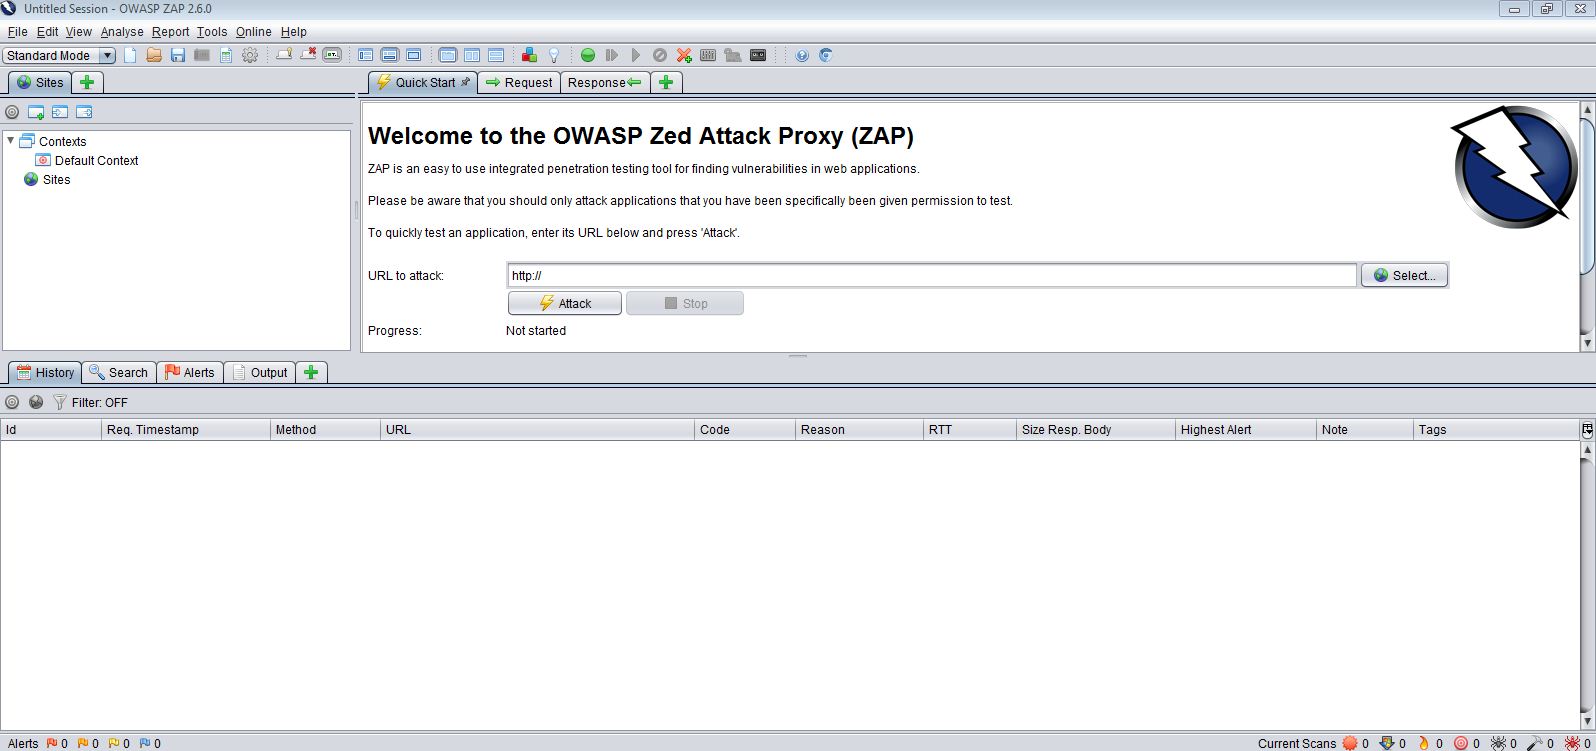 Untitled Session - OWASP ZAP 2.6.0
File Edit View Analyse Report Tools Online Help
Standard Mode
Sites
Quick Start Request Response
Contexts
Default Context
Sites
Welcome to the OWASP Zed Attack Proxy (ZAP)
ZAP is an easy to use integrated penetration testing tool for finding vulnerabilities in web applications.
Please be aware that you should only attack applications that you have been specifically been given permission to test.
To quickly test an application, enter its URL below and press 'Attack'.
URL to attack: http:// Select...
Attack Stop
Progress: Not started
History Search Alerts Output
Filter: OFF
Id Req. Timestamp Method URL Code Reason RTT Size Resp. Body Highest Alert Note Tags
Alerts 0 0 0 0 Current Scans 0 0 0 0 0 0 0